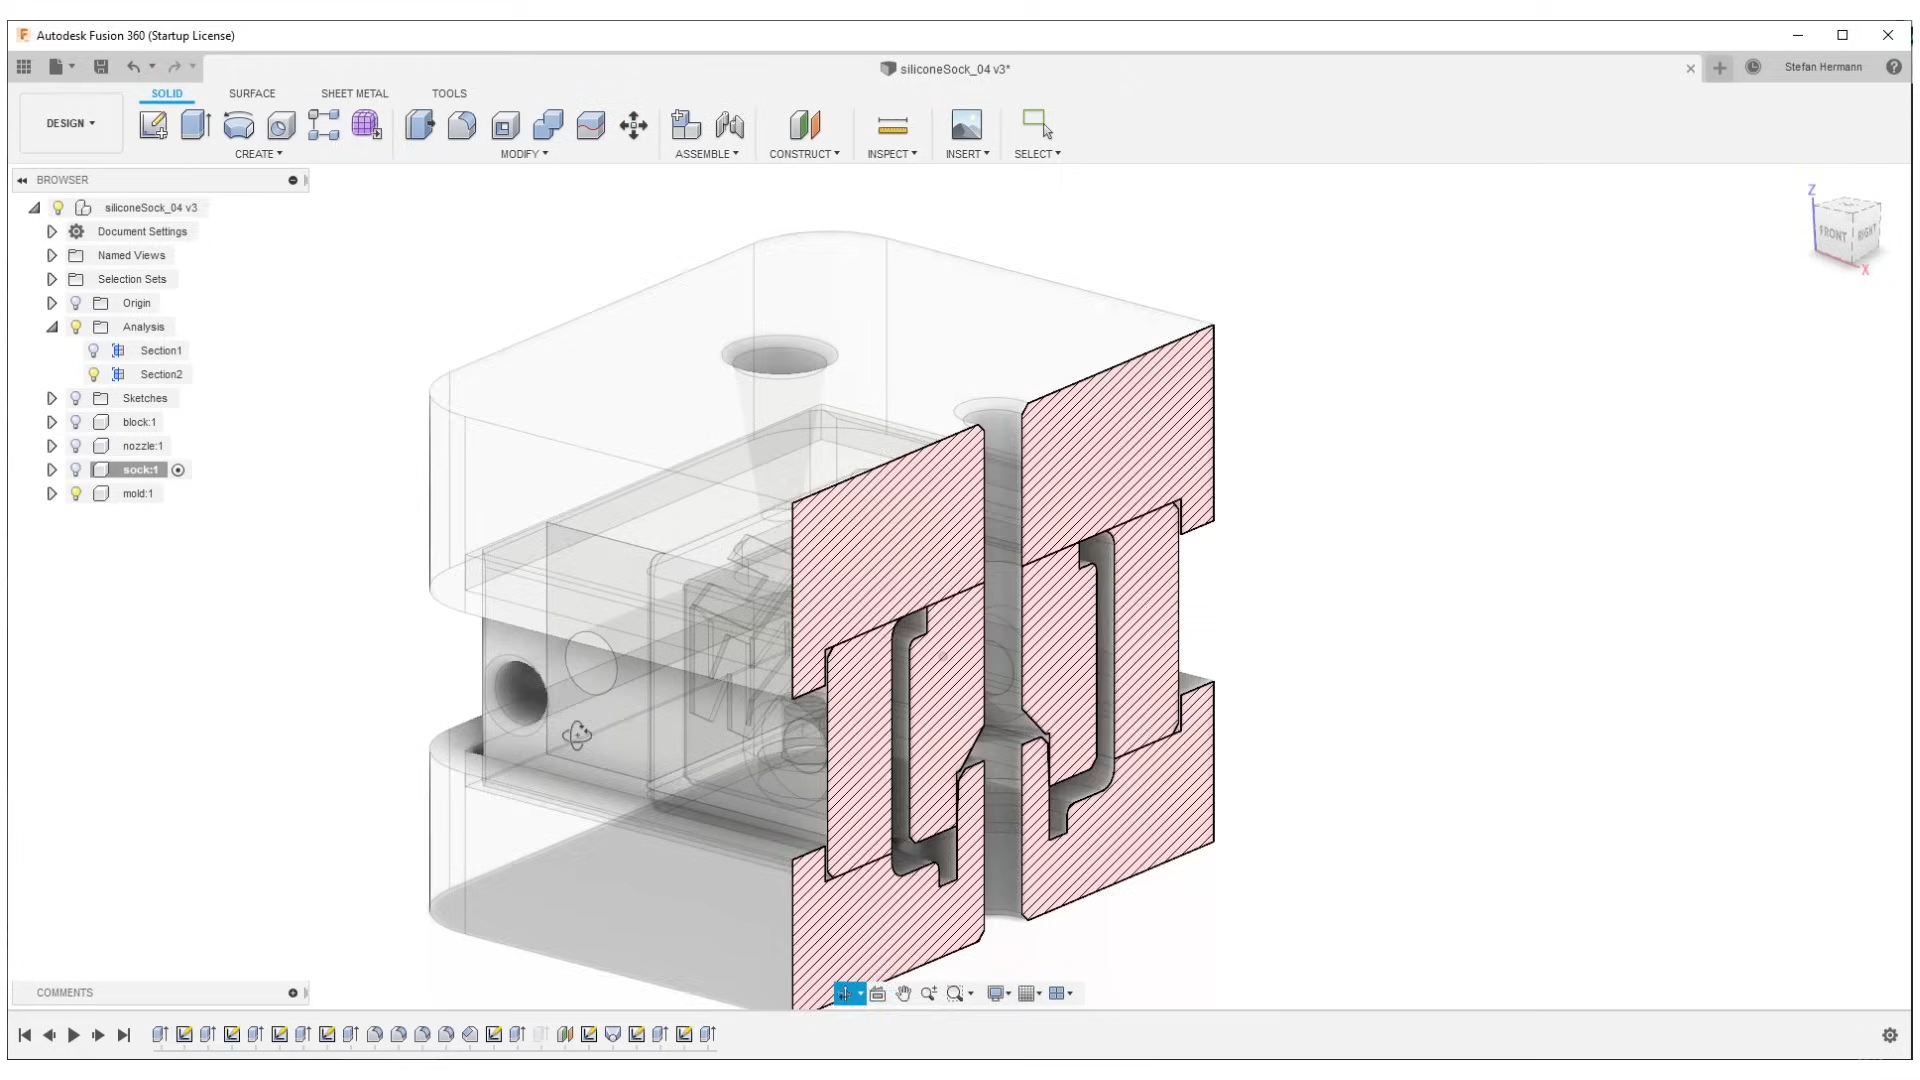 Autodesk Fusion 360 (Startup License)
siliconeSock_04 v3*
Stefan Hermann
DESIGN
SOLID SURFACE SHEET METAL TOOLS
CREATE MODIFY ASSEMBLE CONSTRUCT INSPECT INSERT SELECT
BROWSER
siliconeSock_04 v3
Document Settings
Named Views
Selection Sets
Origin
Analysis
Section1
Section2
Sketches
block:1
nozzle:1
sock:1
mold:1
Z
FRONT RIGHT
X
COMMENTS